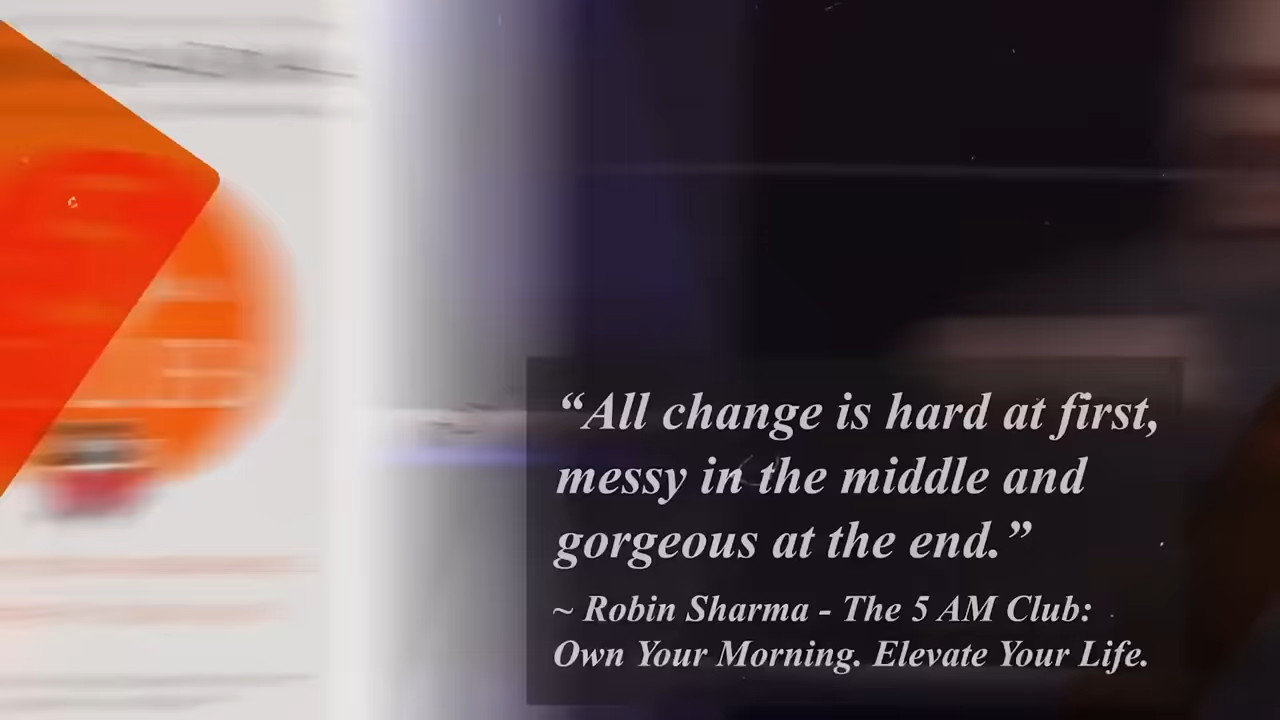 “All change is hard at first,
messy in the middle and
gorgeous at the end.”
~ Robin Sharma - The 5 AM Club:
Own Your Morning. Elevate Your Life.